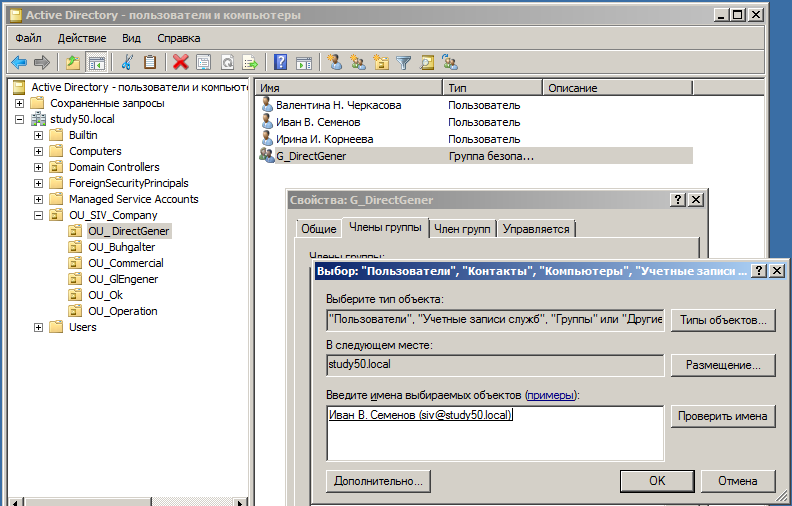 Active Directory - пользователи и компьютеры
Файл Действие Вид Справка
Active Directory - пользователи и компьютер
Сохраненные запросы
study50.local
Builtin
Computers
Domain Controllers
ForeignSecurityPrincipals
Managed Service Accounts
OU_SIV_Company
OU_ DirectGener
OU_Buhgalter
OU_Commercial
OU_GlEngener
OU_Ok
OU_Operation
Users
Имя Тип Описание
Валентина Н. Черкасова Пользователь
Иван В. Семенов Пользователь
Ирина И. Корнеева Пользователь
G_DirectGener Группа безопа...
Свойства: G_DirectGener
Общие Члены группы Член групп Управляется
Члены группы:
Выбор: "Пользователи", "Контакты", "Компьютеры", "Учетные записи ...
Выберите тип объекта:
"Пользователи", "Учетные записи служб", "Группы" или "Другие Типы объектов...
В следующем месте:
study50.local Размещение...
Введите имена выбираемых объектов (примеры):
Иван В. Семенов (siv@study50.local) Проверить имена
Дополнительно... OK Отмена